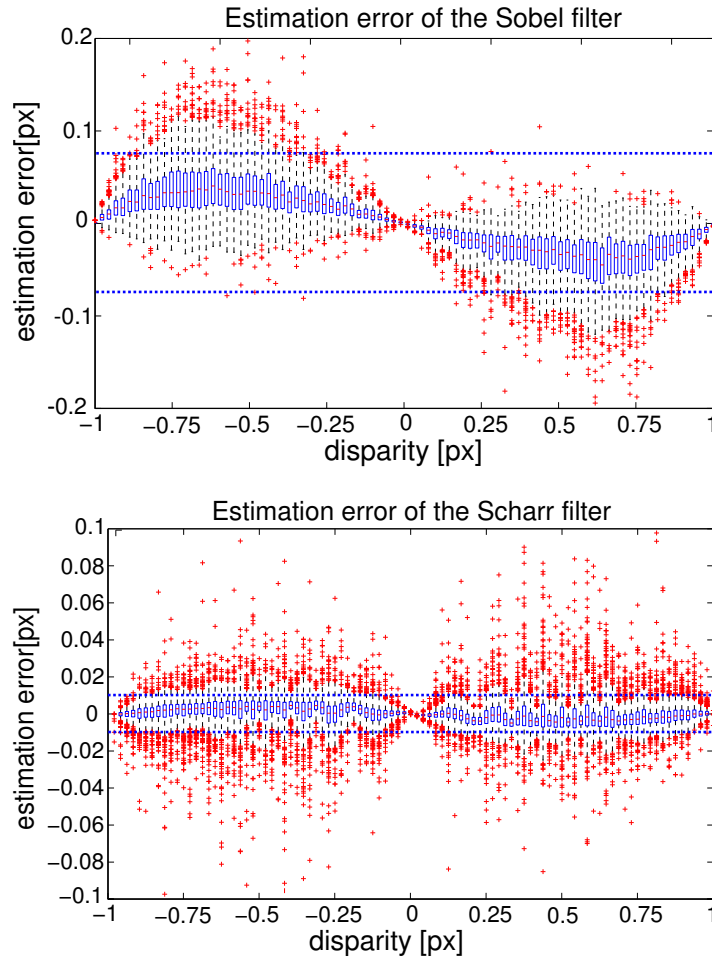 Estimation error of the Sobel filter
0.2
0.1
0
-0.1
-0.2
estimation error[px]
−1 −0.75 −0.5 −0.25 0 0.25 0.5 0.75 1
disparity [px]
Estimation error of the Scharr filter
0.1
0.08
0.06
0.04
0.02
0
−0.02
−0.04
−0.06
−0.08
-0.1
estimation error[px]
−1 −0.75 −0.5 −0.25 0 0.25 0.5 0.75 1
disparity [px]